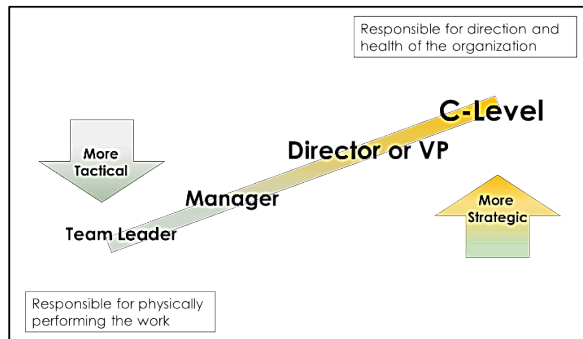 Responsible for direction and
health of the organization
C-Level
Director or VP
More
Tactical
Manager
More
Strategic
Team Leader
Responsible for physically
performing the work